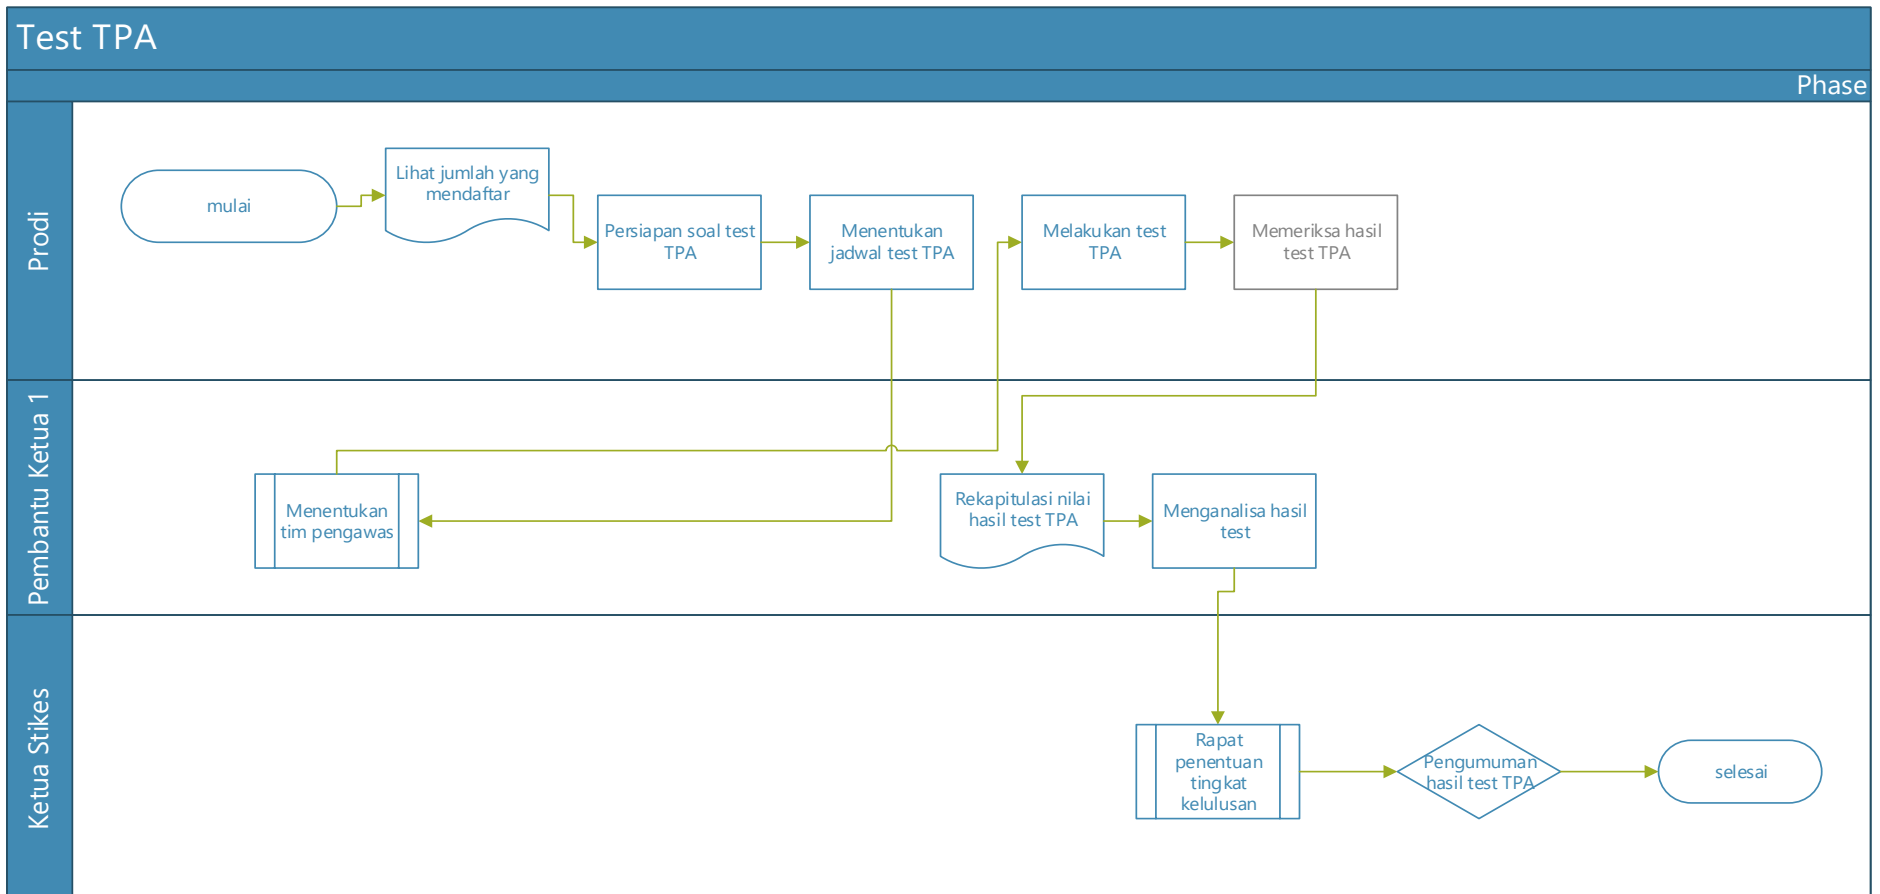 Test TPA
Phase
Prodi
mulai
Lihat jumlah yang
mendaftar
Persiapan soal test
TPA
Menentukan
jadwal test TPA
Melakukan test
TPA
Memeriksa hasil
test TPA
Pembantu Ketua 1
Menentukan
tim pengawas
Rekapitulasi nilai
hasil test TPA
Menganalisa hasil
test
Ketua Stikes
Rapat
penentuan
tingkat
kelulusan
Pengumuman
hasil test TPA
selesai